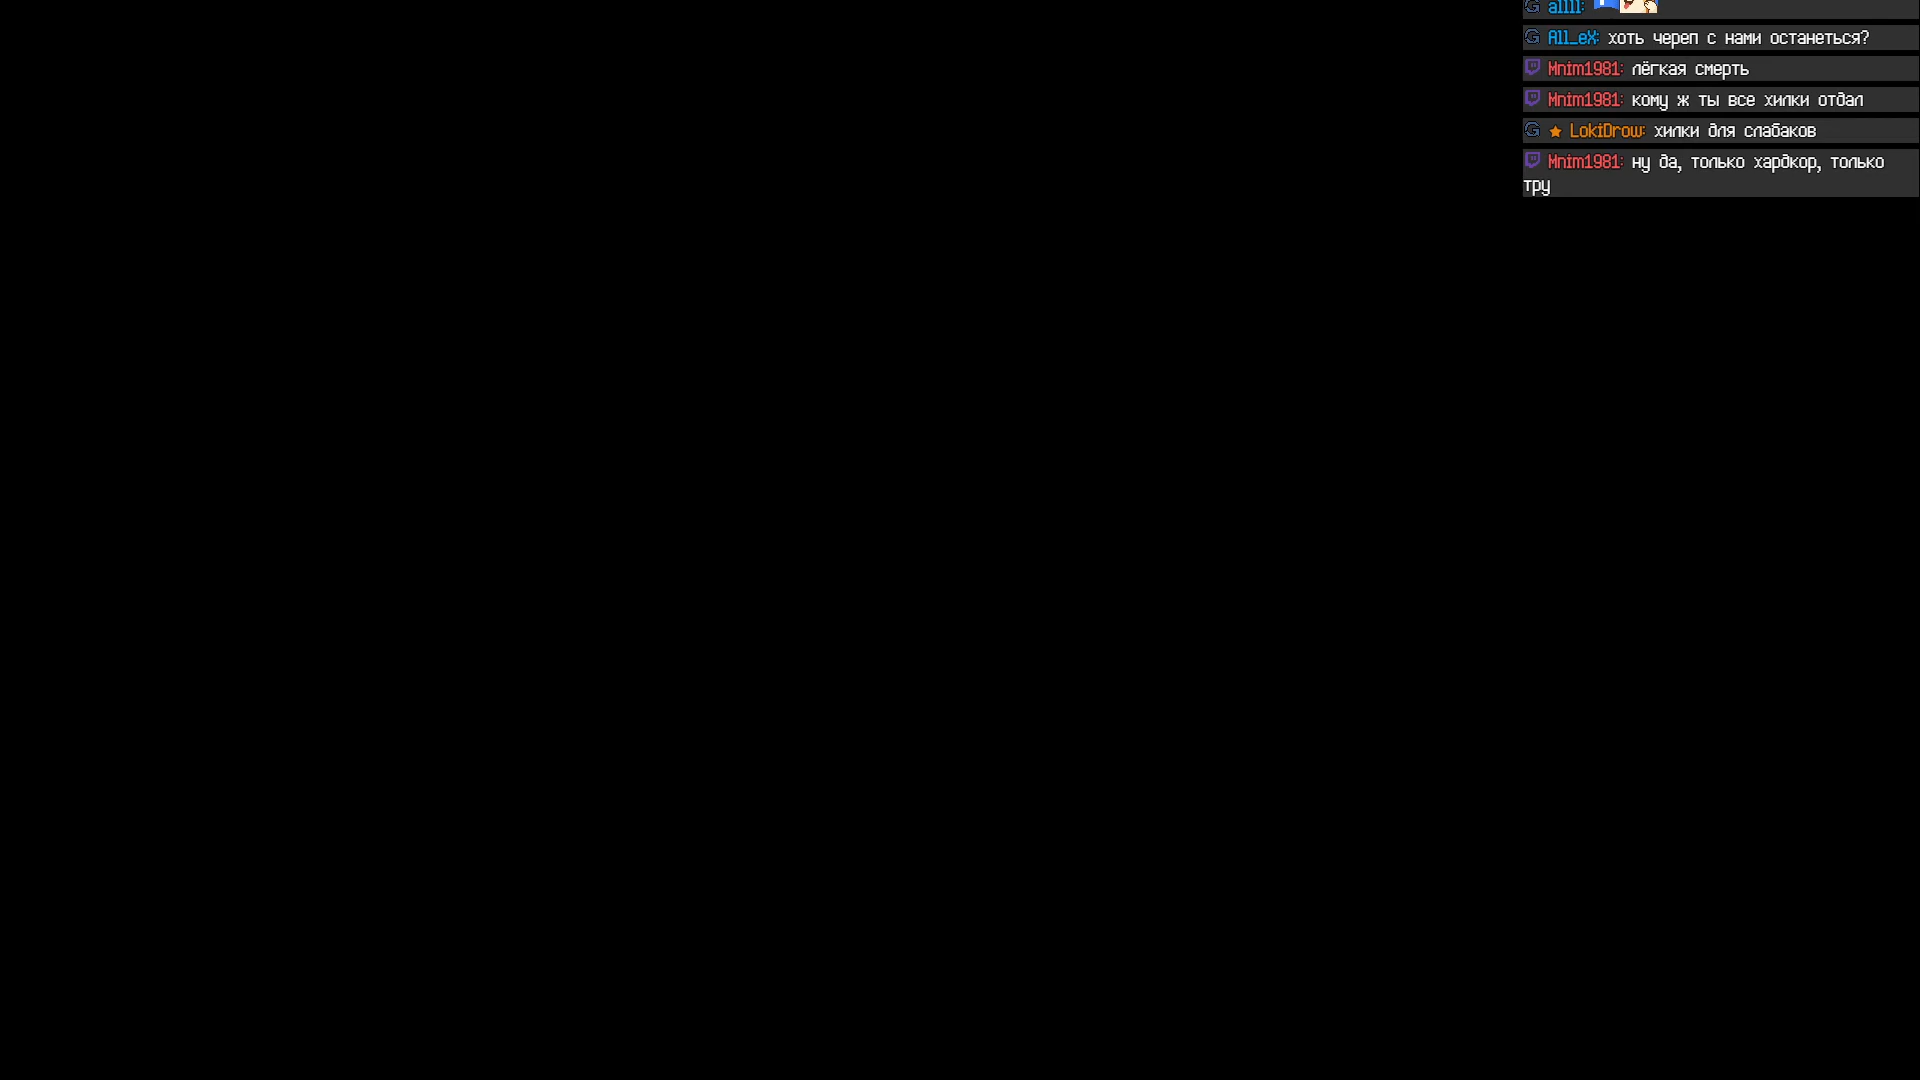 allll:
All_eX: хоть череп с нами останеться?
Mnim1981: лёгкая смерть
Mnim1981: кому ж ты все хилки отдал
LokiDrow: хилки для слабаков
Mnim1981: ну да, только хардкор, только
тру